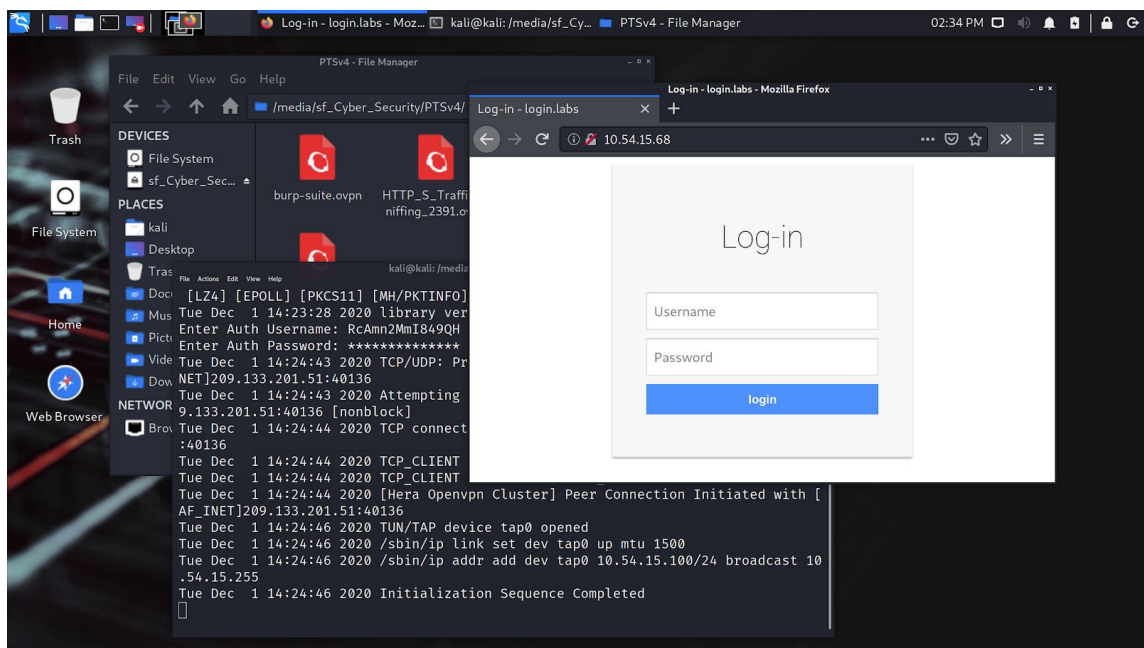 Log-in - login.labs - Moz...
kali@kali: /media/sf_Cy...
PTSv4 - File Manager
02:34 PM
Trash
File System
Home
Web Browser
PTSv4 - File Manager
File Edit View Go Help
/media/sf_Cyber_Security/PTSv4/
DEVICES
File System
sf_Cyber_Sec...
PLACES
kali
Desktop
Tras
Doc
Mus
Pict
Vide
Dow
NETWOR
Brow
burp-suite.ovpn
HTTP_S_Traffi
niffing_2391.ov
kali@kali: /media
File Actions Edit View Help
[LZ4] [EPOLL] [PKCS11] [MH/PKTINFO]
Tue Dec 1 14:23:28 2020 library ver
Enter Auth Username: RcAmn2MmI849QH
Enter Auth Password: **************
Tue Dec 1 14:24:43 2020 TCP/UDP: Pr
NET]209.133.201.51:40136
Tue Dec 1 14:24:43 2020 Attempting
9.133.201.51:40136 [nonblock]
Tue Dec 1 14:24:44 2020 TCP connect
:40136
Tue Dec 1 14:24:44 2020 TCP_CLIENT
Tue Dec 1 14:24:44 2020 TCP_CLIENT
Tue Dec 1 14:24:44 2020 [Hera Openvpn Cluster] Peer Connection Initiated with [
AF_INET]209.133.201.51:40136
Tue Dec 1 14:24:46 2020 TUN/TAP device tap0 opened
Tue Dec 1 14:24:46 2020 /sbin/ip link set dev tap0 up mtu 1500
Tue Dec 1 14:24:46 2020 /sbin/ip addr add dev tap0 10.54.15.100/24 broadcast 10
.54.15.255
Tue Dec 1 14:24:46 2020 Initialization Sequence Completed
Log-in - login.labs - Mozilla Firefox
Log-in - login.labs
10.54.15.68
Log-in
Username
Password
login